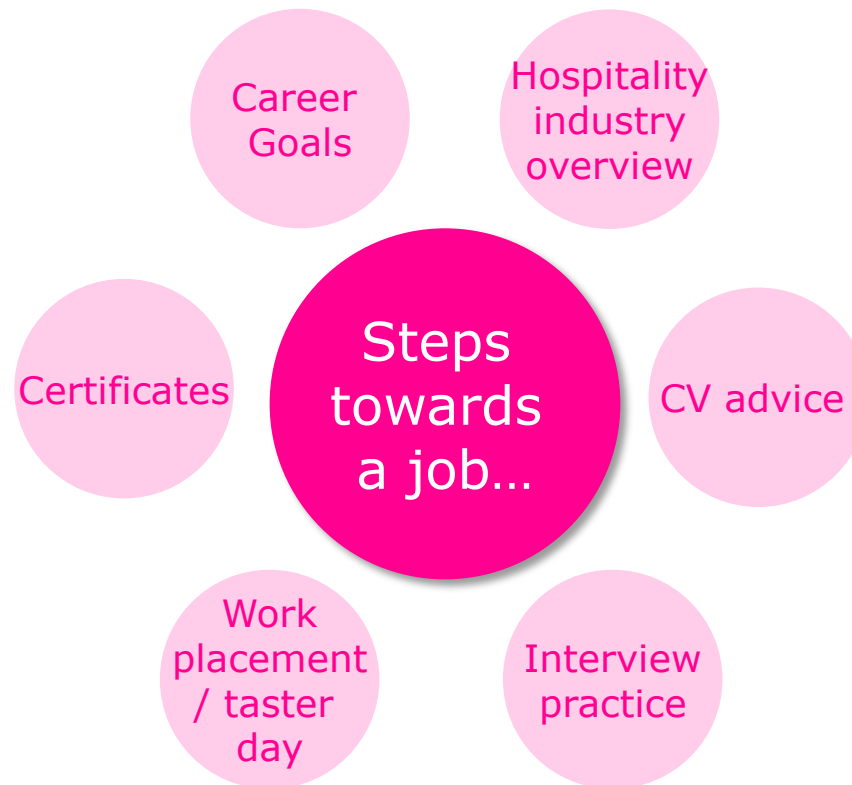 Career
Goals
Hospitality
industry
overview
Certificates
Steps
towards
a job…
CV advice
Work
placement
/ taster
day
Interview
practice